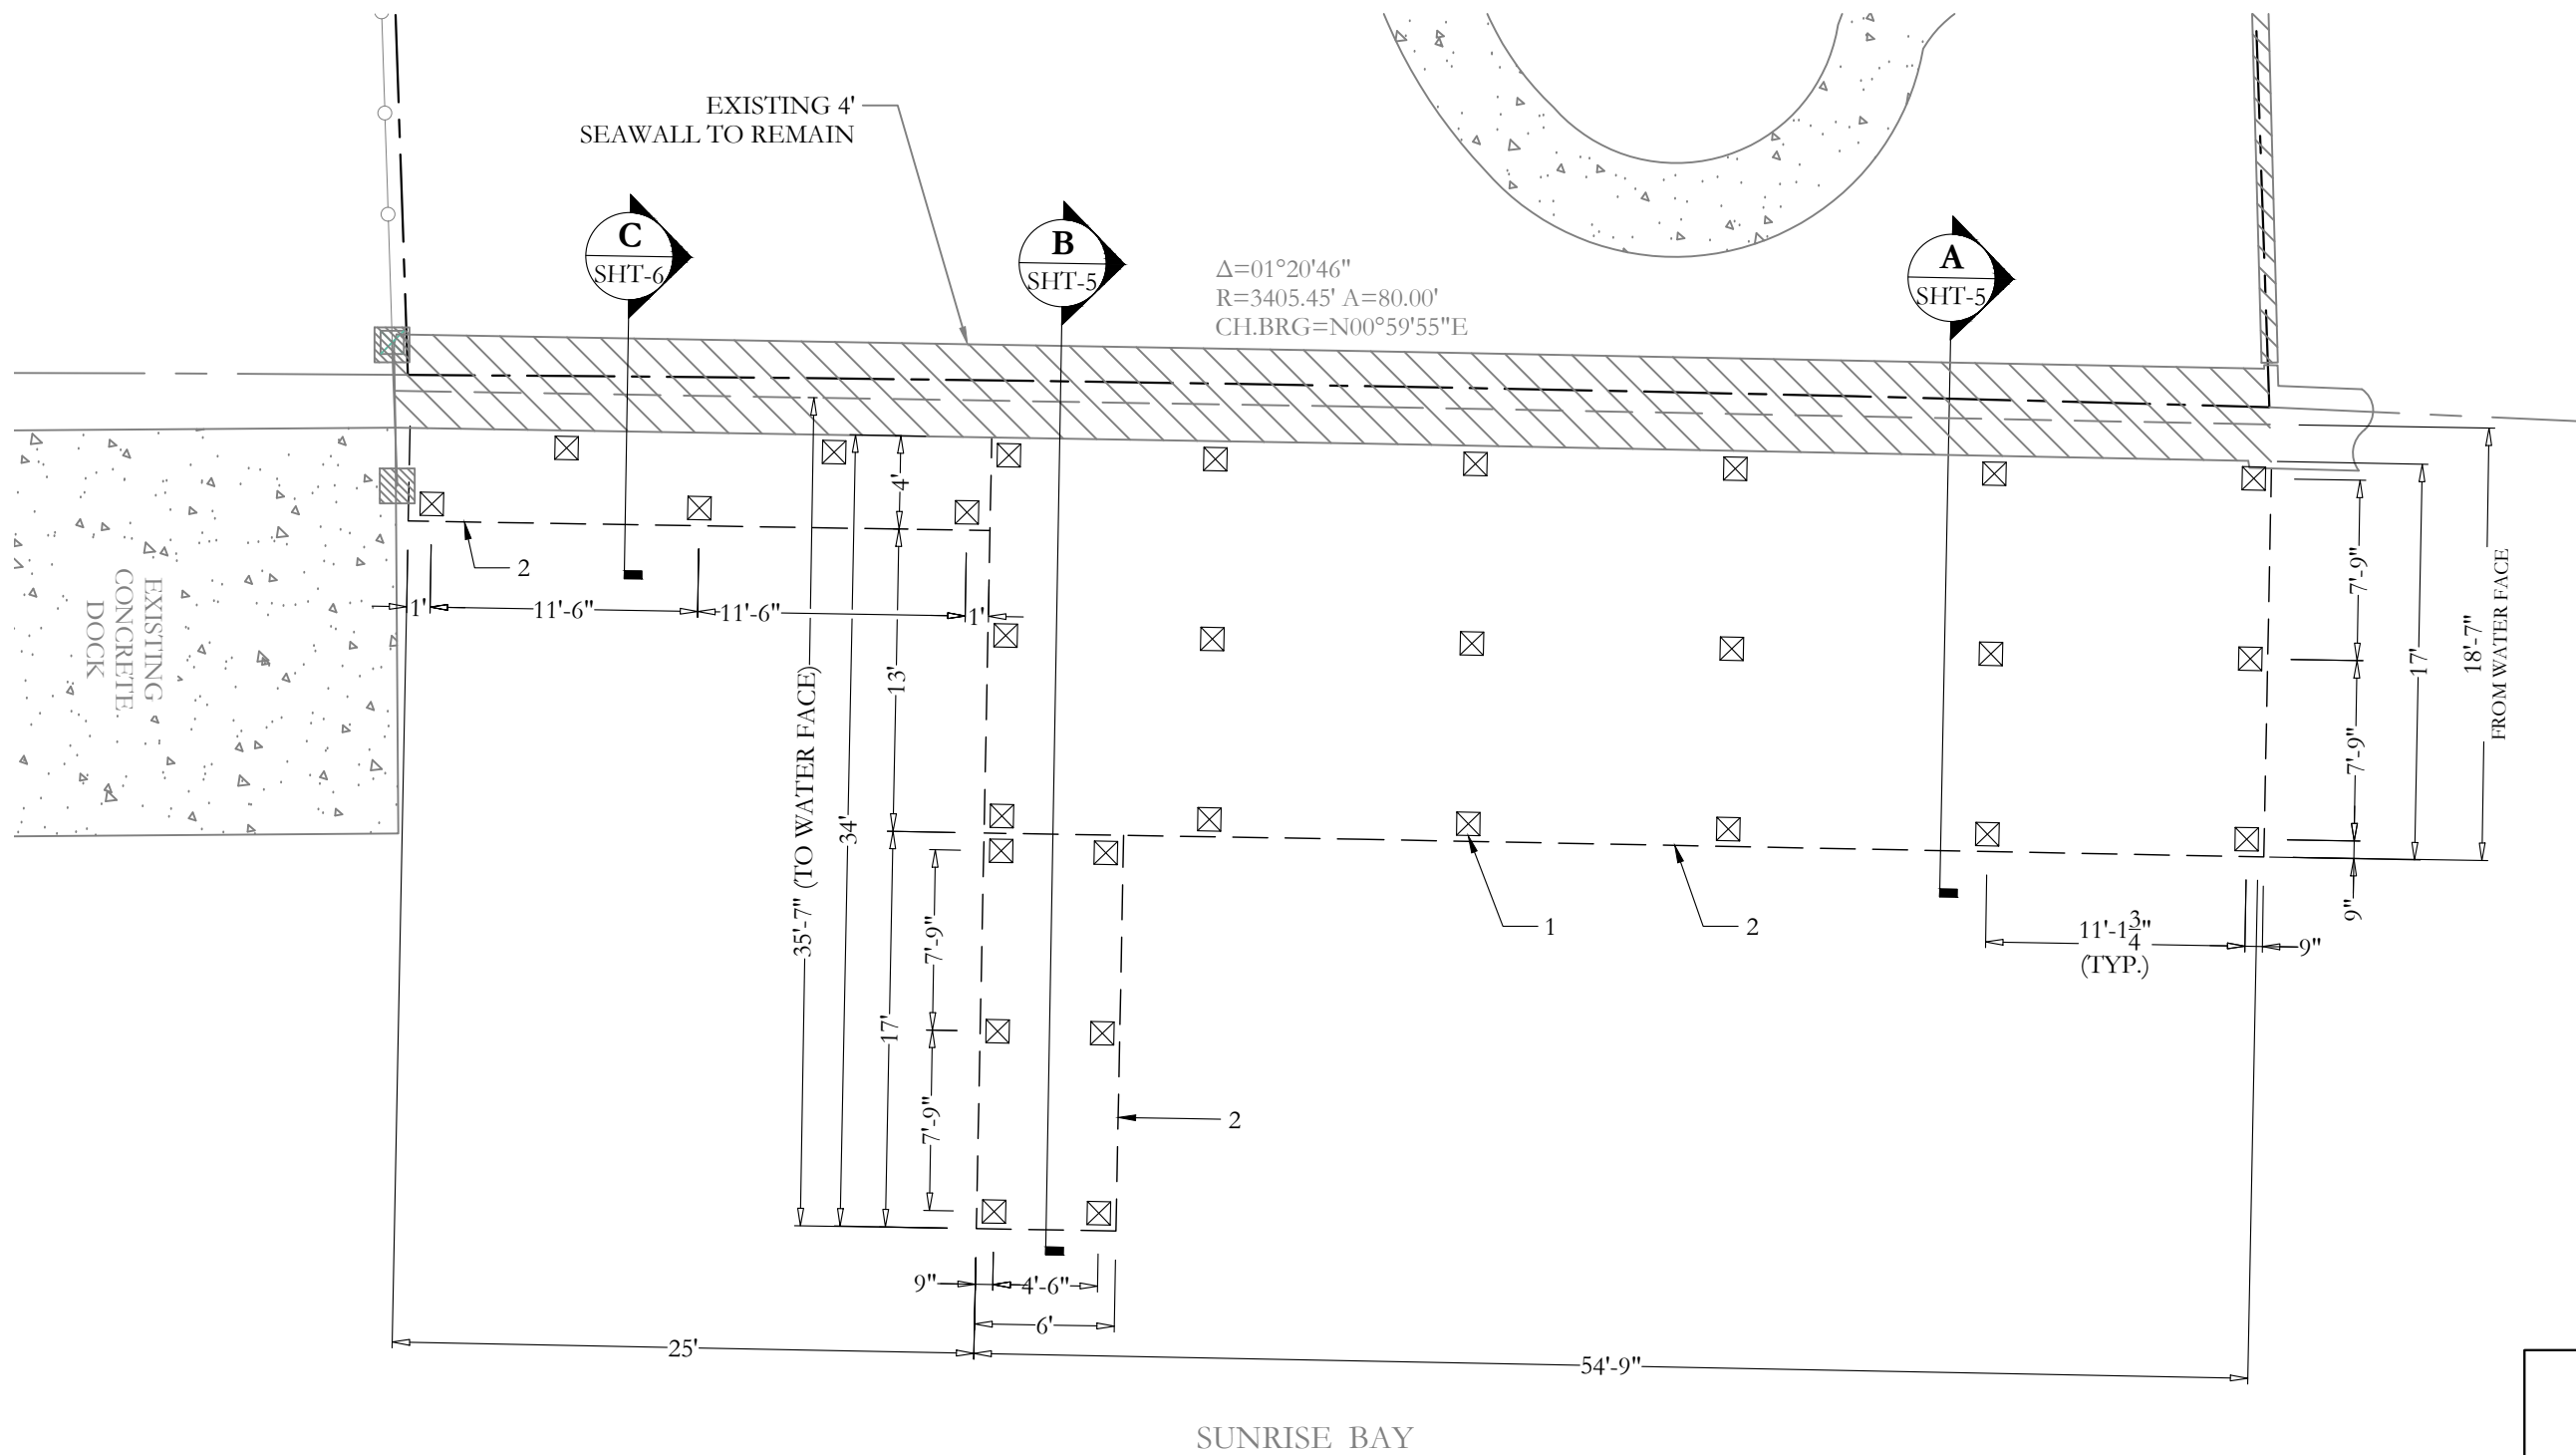 EXISTING 4'
SEAWALL TO REMAIN
C
SHT-6
B
SHT-5
A
SHT-5
Δ=01°20'46"
R=3405.45' A=80.00'
CH.BRG=N00°59'55"E
EXISTING
CONCRETE
DOCK
2
1'
11'-6"
11'-6"
1'
4'
13'
35'-7" (TO WATER FACE)
34'
17'
7'-9"
7'-9"
7'-9"
7'-9"
9"
17'
18'-7"
FROM WATER FACE
1
2
11'-1 3/4"
(TYP.)
9"
2
9"
4'-6"
6'
25'
54'-9"
SUNRISE BAY